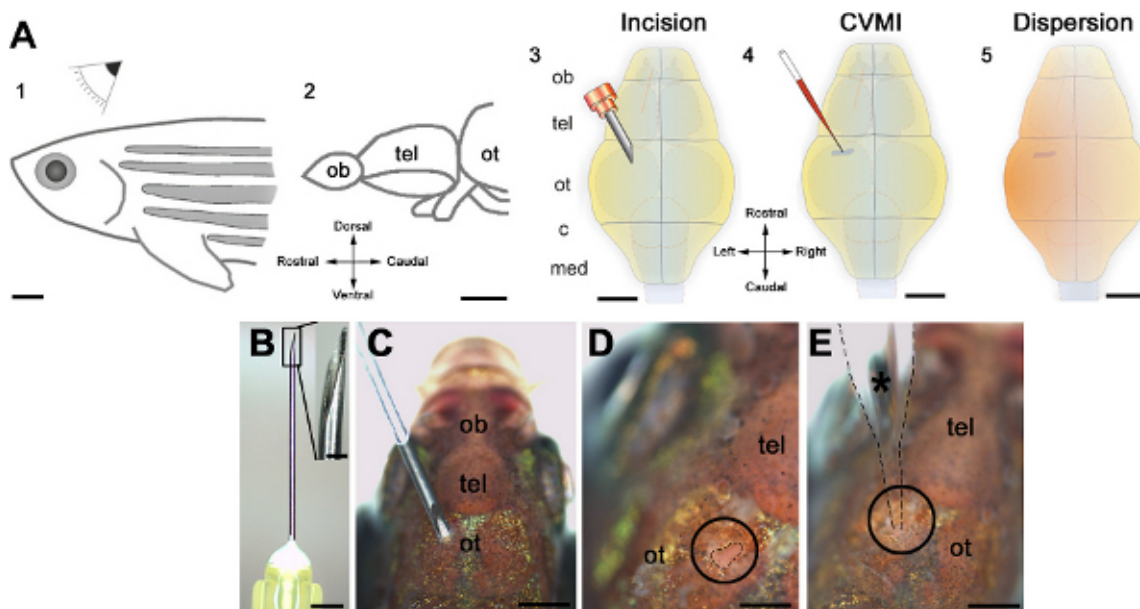 A
Incision
CVMI
Dispersion
1
2
3
4
5
ob
tel
ot
Dorsal
Rostral
Caudal
Ventral
ob
tel
ot
c
med
Rostral
Left
Right
Caudal
B
C
D
E
ob
tel
ot
tel
ot
*
tel
ot